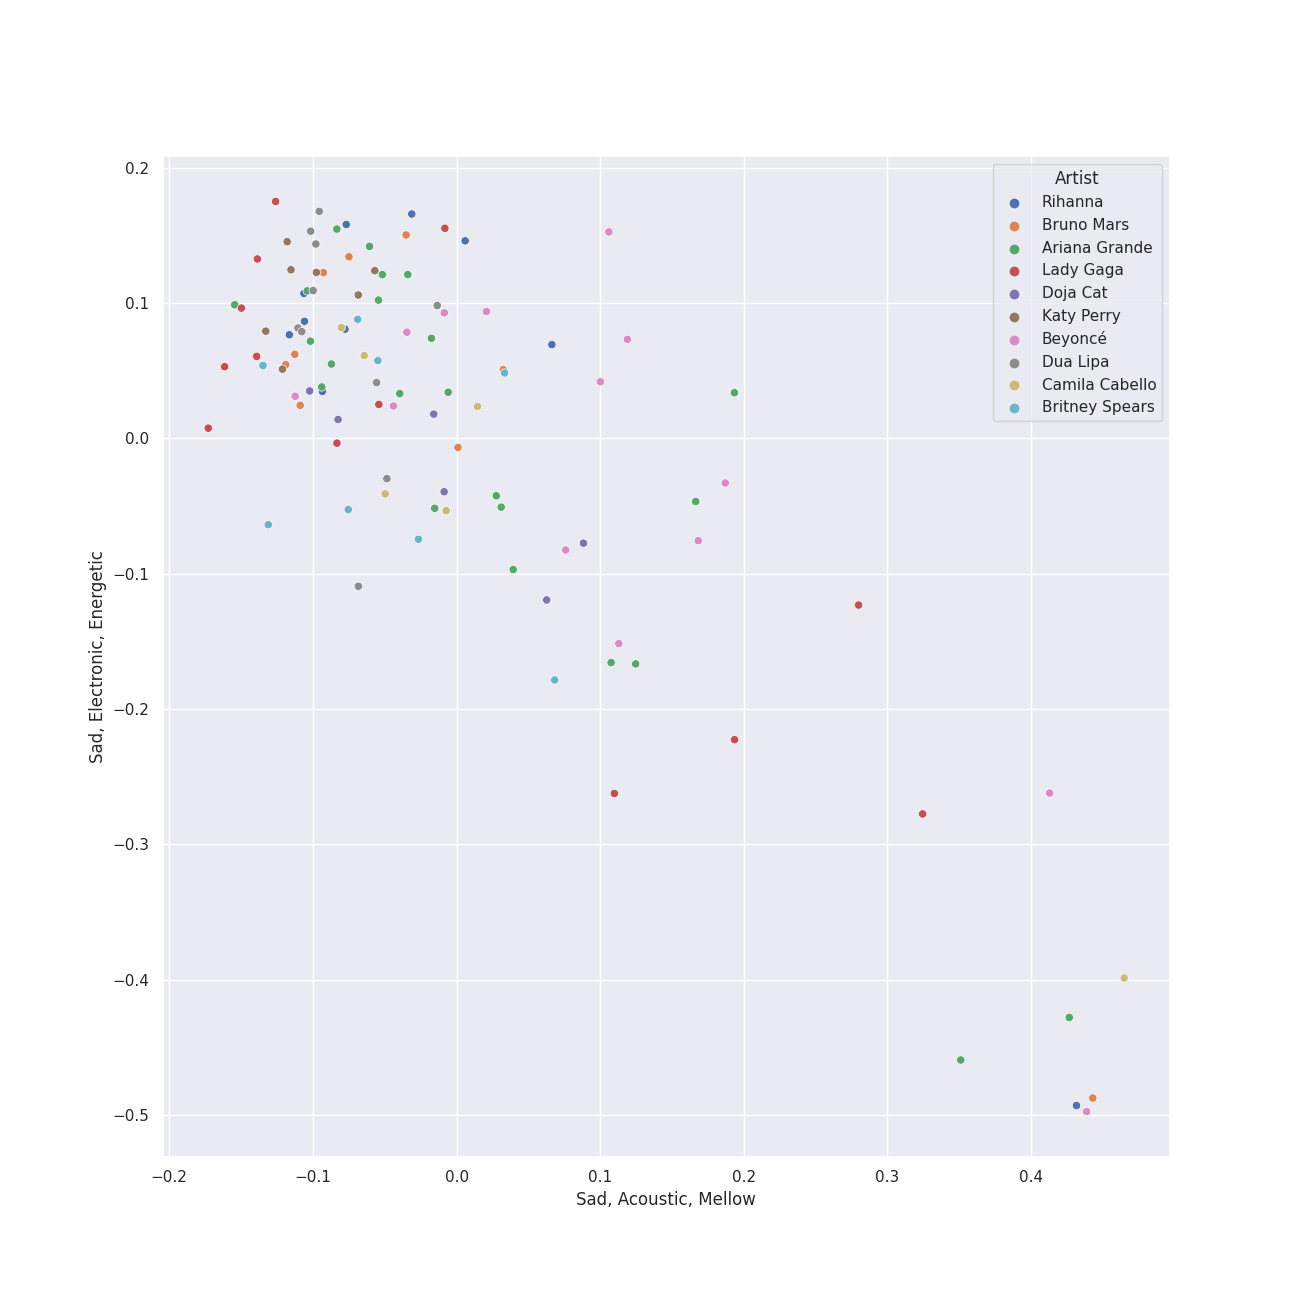 Artist
Rihanna
Bruno Mars
Ariana Grande
Lady Gaga
Doja Cat
Katy Perry
Beyoncé
Dua Lipa
Camila Cabello
Britney Spears
0.2
0.1
0.0
−0.1
−0.2
−0.3
−0.4
−0.5
Sad, Electronic, Energetic
−0.2
−0.1
0.0
0.1
0.2
0.3
0.4
Sad, Acoustic, Mellow